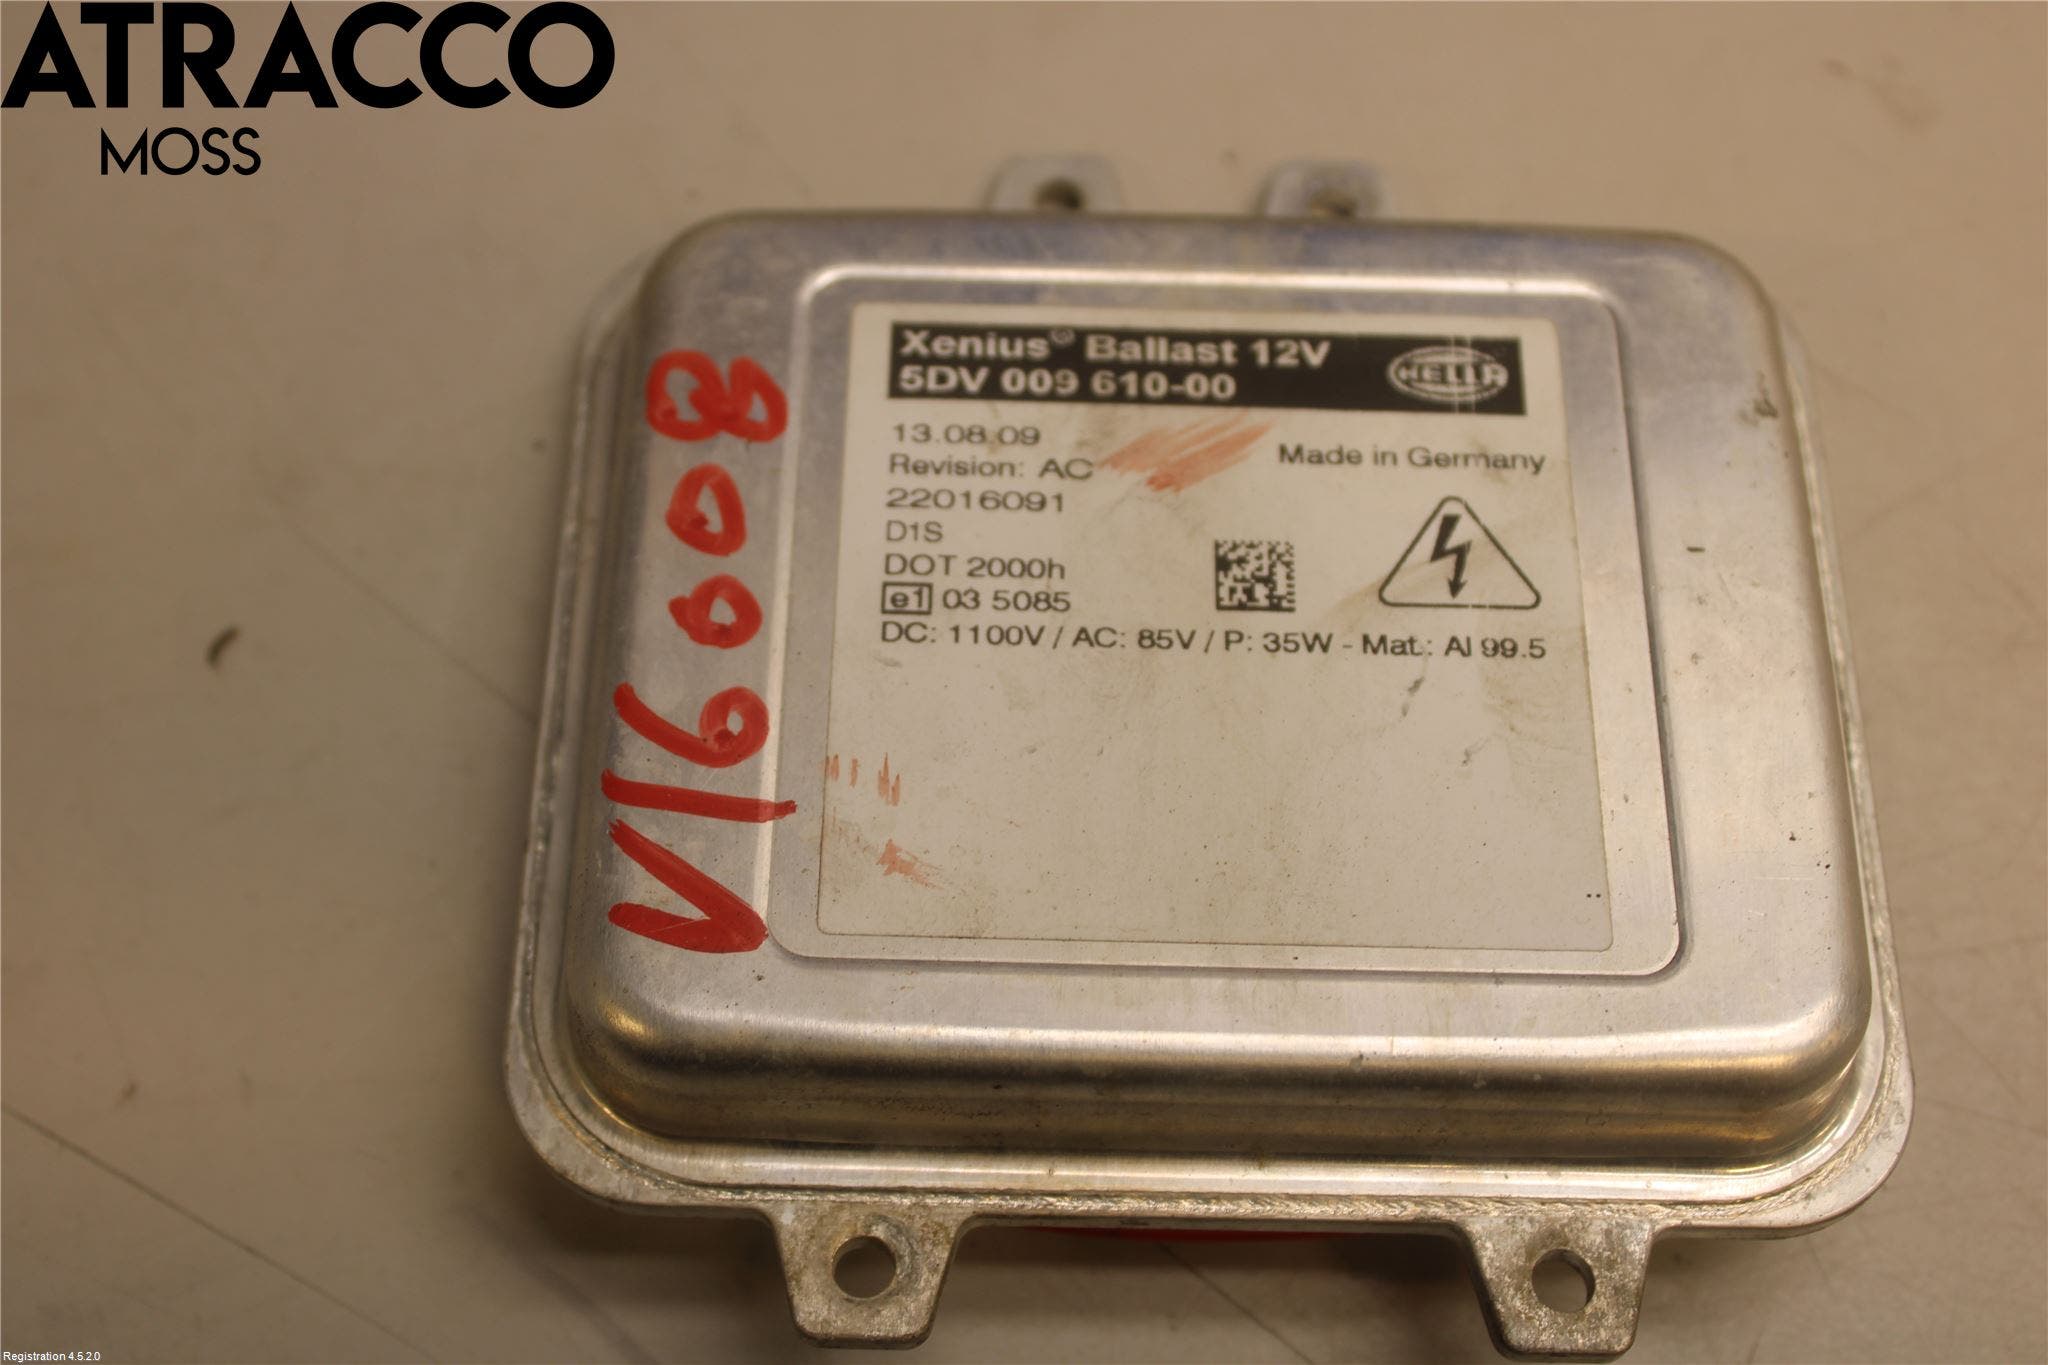 ATRACCO
MOSS
Xenius® Ballast 12V
5DV 009 610-00
HELLA
13.08.09
Revision: AC
Made in Germany
22016091
D1S
DOT 2000h
e1 03 5085
DC: 1100V / AC: 85V / P: 35W - Mat.: Al 99.5
V16008
Registration 4.5.2.0